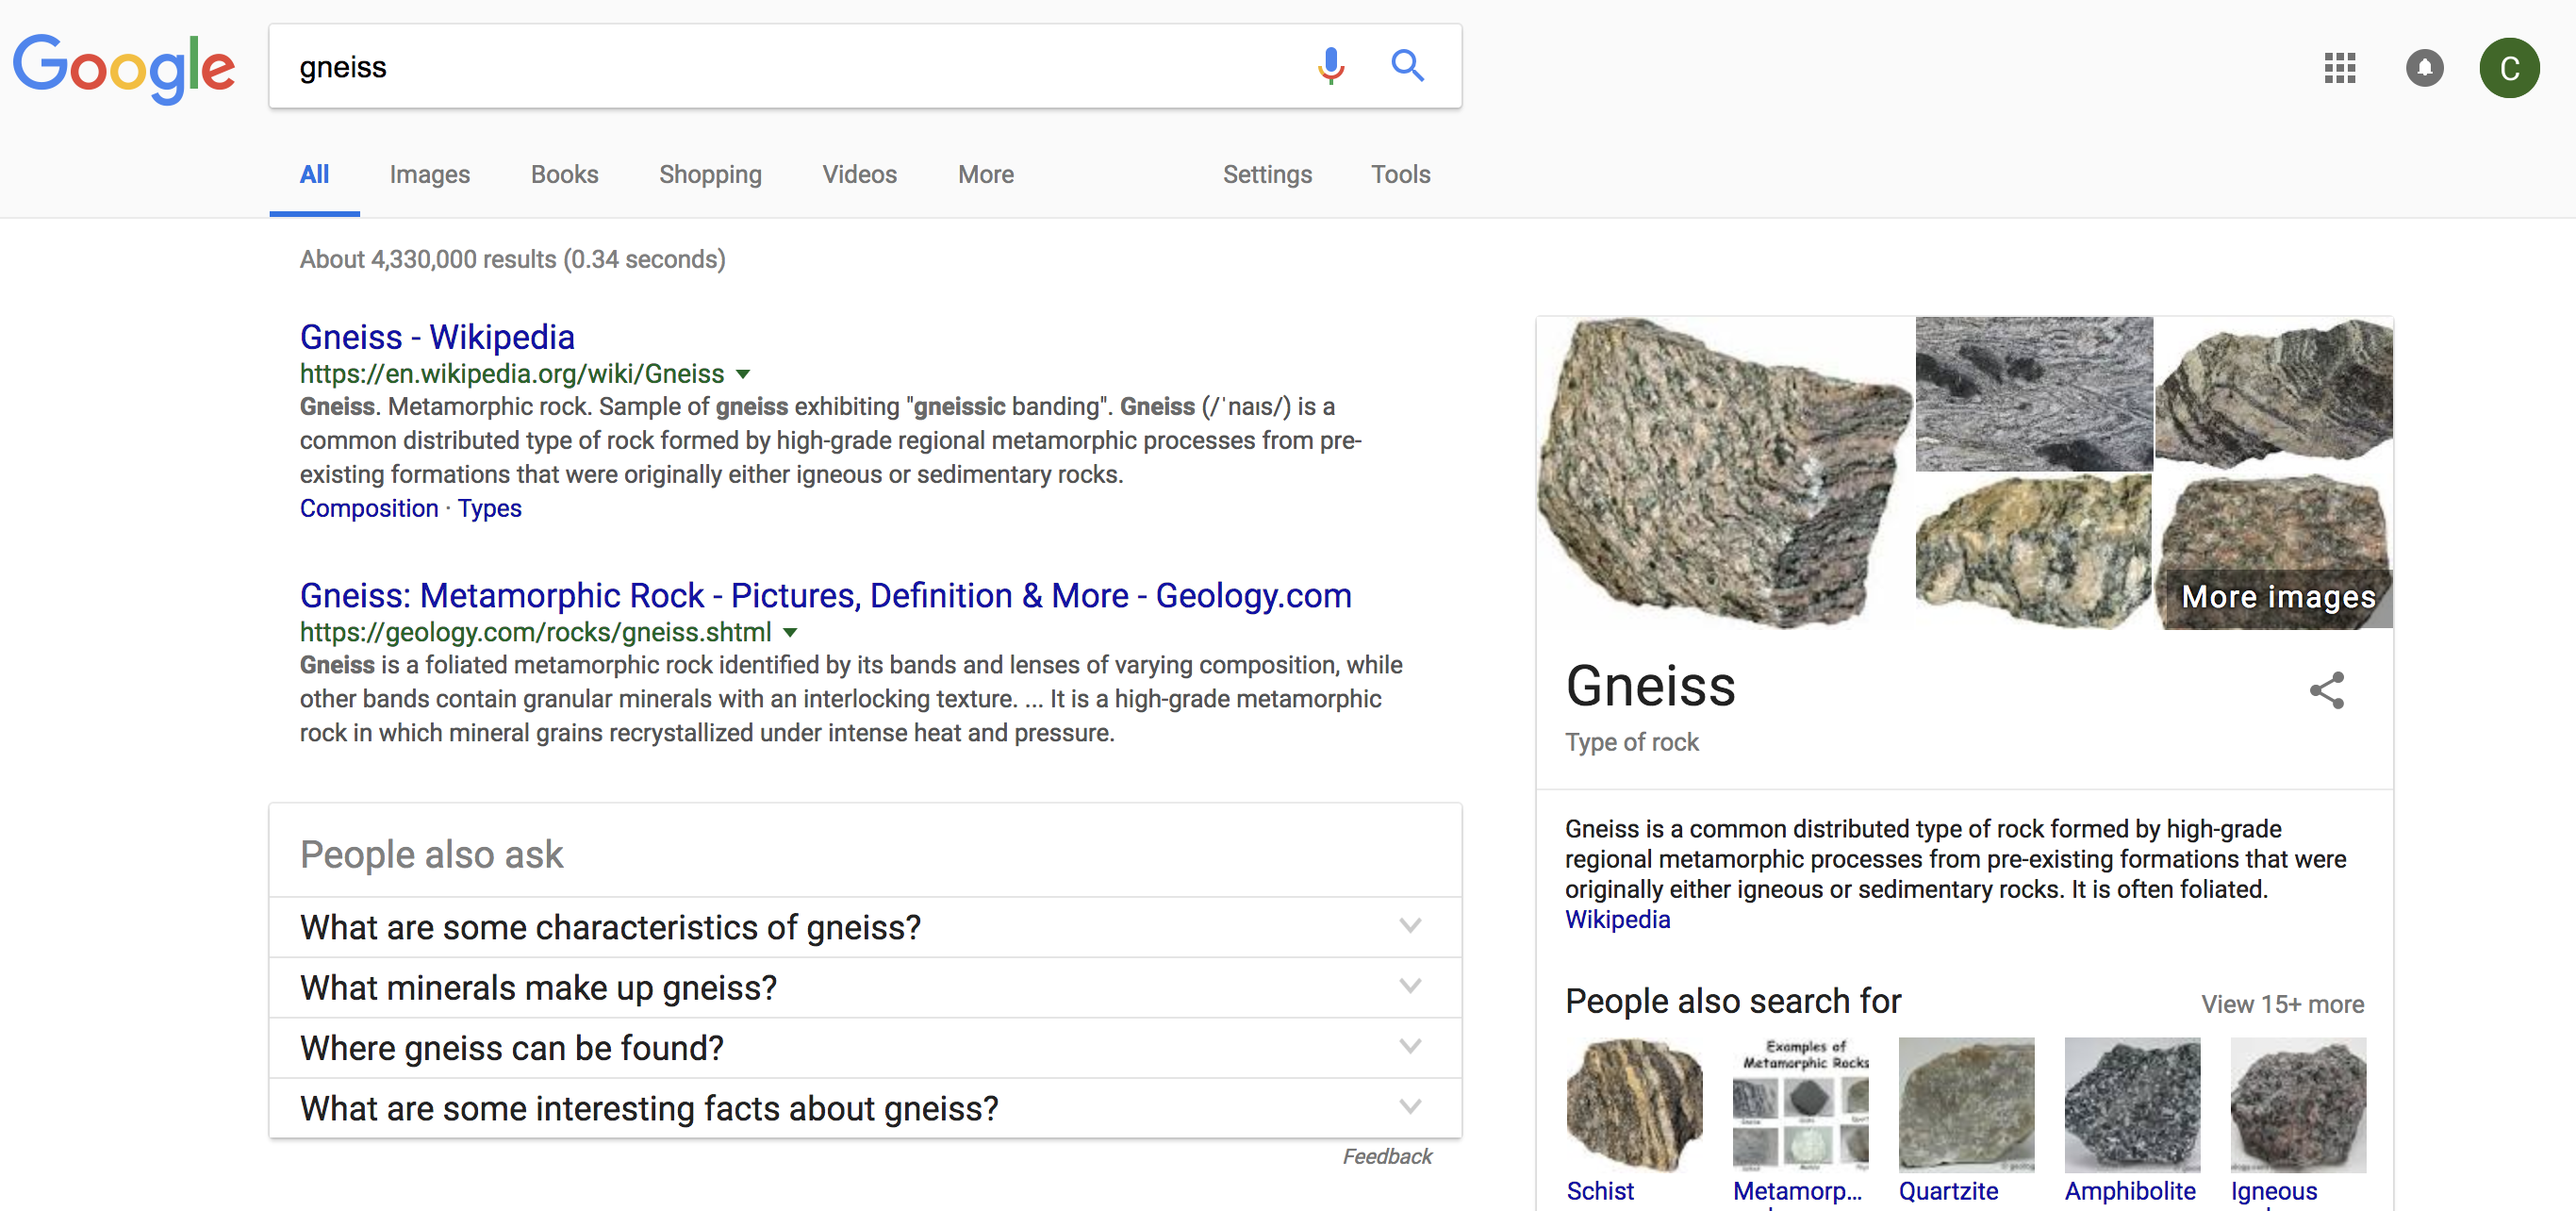 Google
gneiss
C
All Images Books Shopping Videos More Settings Tools
About 4,330,000 results (0.34 seconds)
Gneiss - Wikipedia
https://en.wikipedia.org/wiki/Gneiss
Gneiss. Metamorphic rock. Sample of gneiss exhibiting "gneissic banding". Gneiss (/ˈnaɪs/) is a
common distributed type of rock formed by high-grade regional metamorphic processes from pre-
existing formations that were originally either igneous or sedimentary rocks.
Composition · Types
Gneiss: Metamorphic Rock - Pictures, Definition & More - Geology.com
https://geology.com/rocks/gneiss.shtml
Gneiss is a foliated metamorphic rock identified by its bands and lenses of varying composition, while
other bands contain granular minerals with an interlocking texture. ... It is a high-grade metamorphic
rock in which mineral grains recrystallized under intense heat and pressure.
People also ask
What are some characteristics of gneiss?
What minerals make up gneiss?
Where gneiss can be found?
What are some interesting facts about gneiss?
Feedback
More images
Gneiss
Type of rock
Gneiss is a common distributed type of rock formed by high-grade
regional metamorphic processes from pre-existing formations that were
originally either igneous or sedimentary rocks. It is often foliated.
Wikipedia
People also search for
View 15+ more
Examples of
Metamorphic Rocks
Schist
Metamorp...
Quartzite
Amphibolite
Igneous